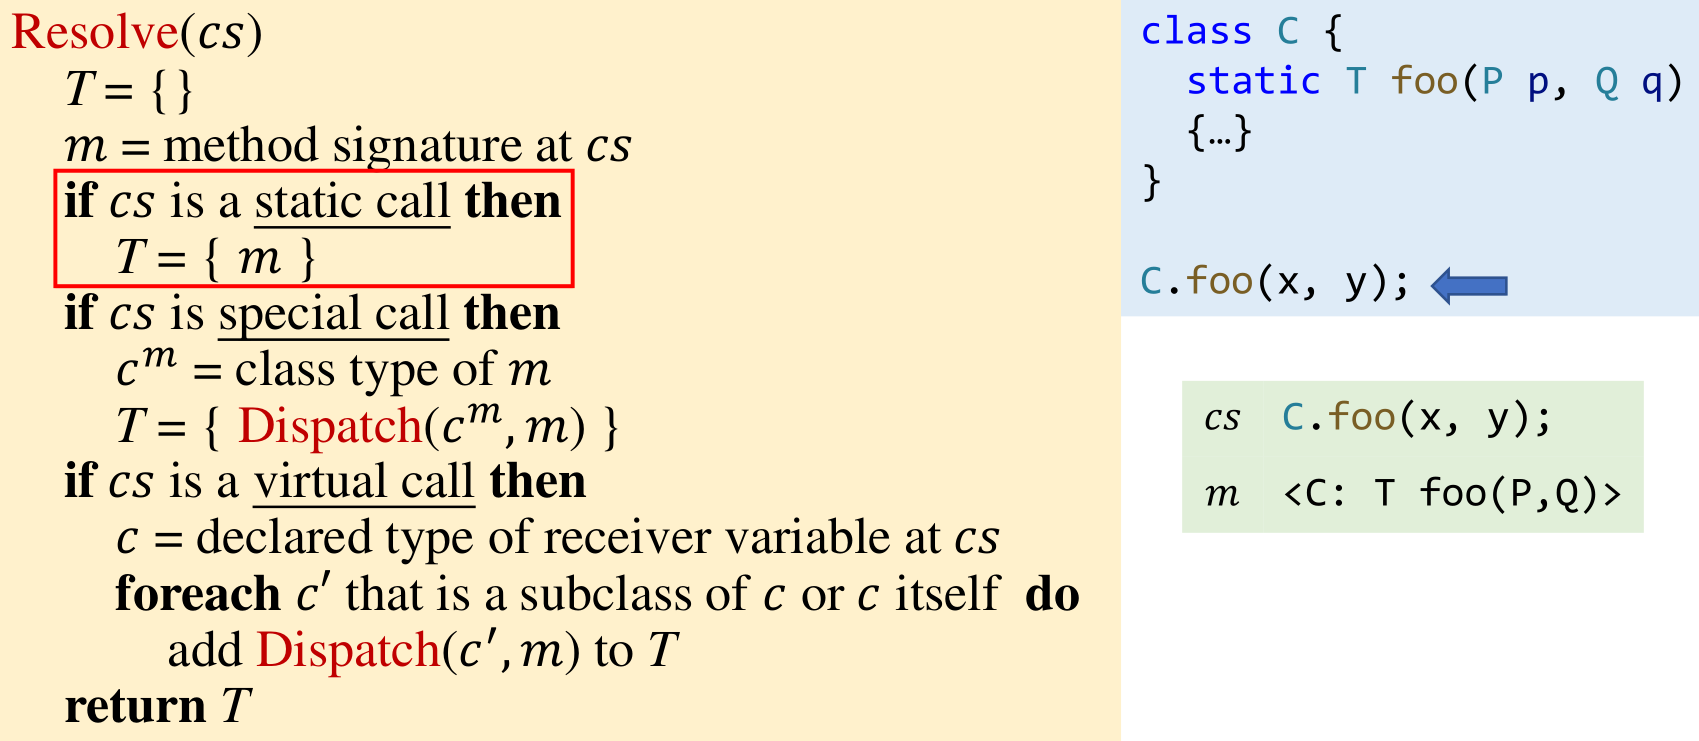 Resolve(cs)
T = { }
m = method signature at cs
if cs is a static call then
T = { m }
if cs is special call then
c^m = class type of m
T = { Dispatch(c^m, m) }
if cs is a virtual call then
c = declared type of receiver variable at cs
foreach c′ that is a subclass of c or c itself do
add Dispatch(c′, m) to T
return T
class C {
static T foo(P p, Q q)
{…}
}
C.foo(x, y);
cs C.foo(x, y);
m <C: T foo(P,Q)>